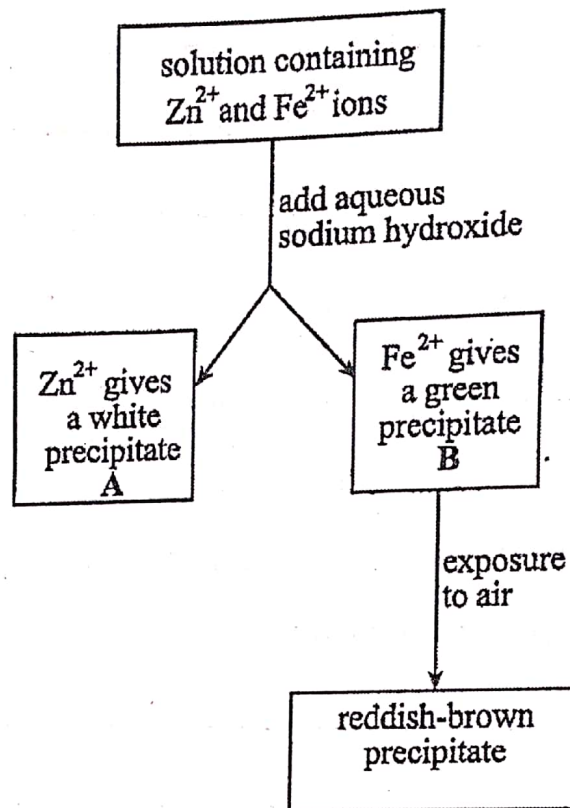 solution containing
Zn²⁺ and Fe²⁺ ions
add aqueous
sodium hydroxide
Zn²⁺ gives
a white
precipitate
A
Fe²⁺ gives
a green
precipitate
B
exposure
to air
reddish-brown
precipitate